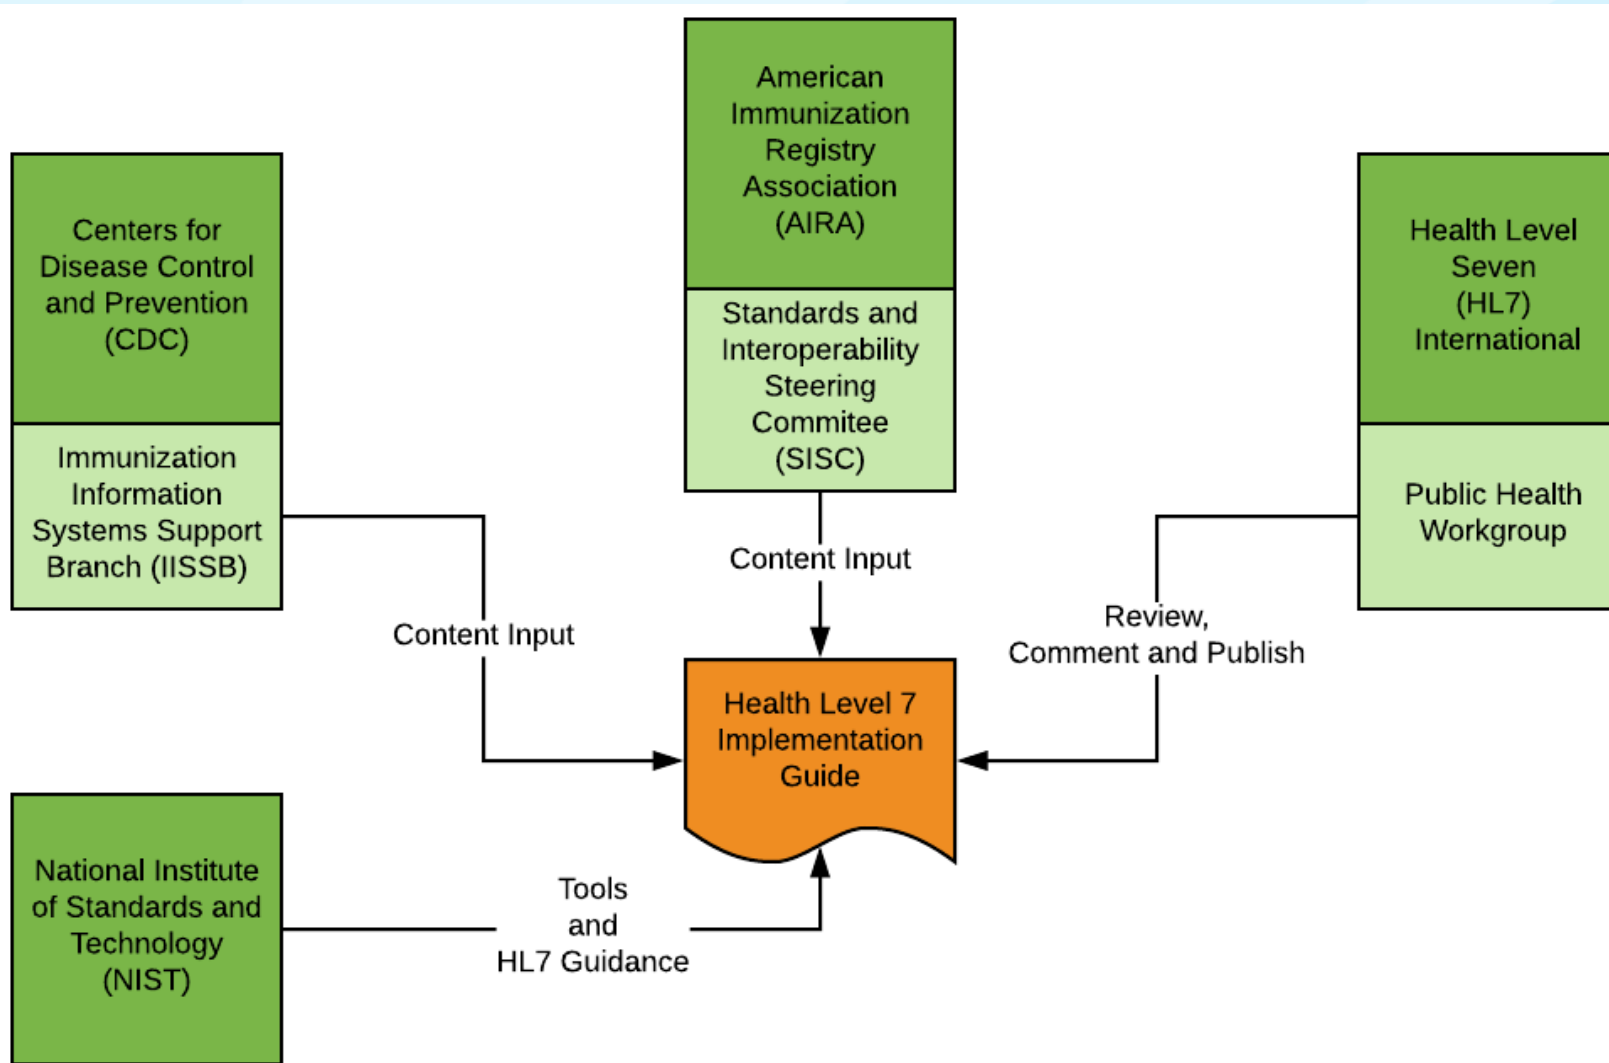 American
Immunization
Registry
Association
(AIRA)
Standards and
Interoperability
Steering
Commitee
(SISC)
Centers for
Disease Control
and Prevention
(CDC)
Immunization
Information
Systems Support
Branch (IISSB)
Health Level
Seven
(HL7)
International
Public Health
Workgroup
Content Input
Content Input
Review,
Comment and Publish
Health Level 7
Implementation
Guide
National Institute
of Standards and
Technology
(NIST)
Tools
and
HL7 Guidance